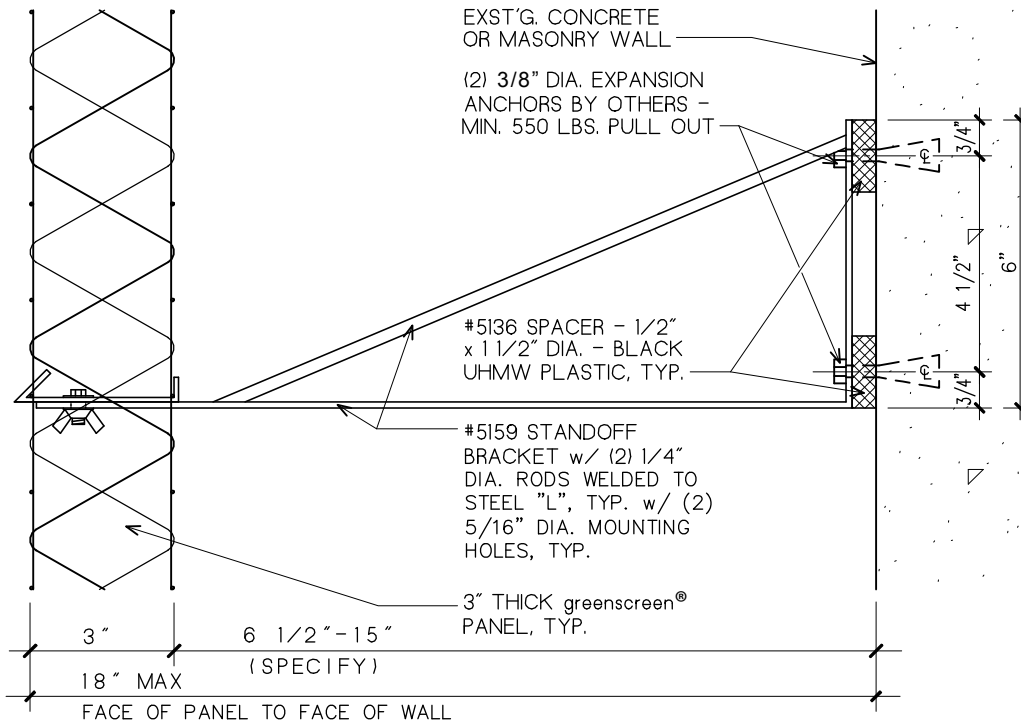 EXST'G. CONCRETE
OR MASONRY WALL
(2) 3/8" DIA. EXPANSION
ANCHORS BY OTHERS -
MIN. 550 LBS. PULL OUT
3/4"
℄
4 1/2"
6"
#5136 SPACER - 1/2"
x 1 1/2" DIA. - BLACK
UHMW PLASTIC, TYP.
℄
3/4"
#5159 STANDOFF
BRACKET w/ (2) 1/4"
DIA. RODS WELDED TO
STEEL "L", TYP. w/ (2)
5/16" DIA. MOUNTING
HOLES, TYP.
3" THICK greenscreen®
PANEL, TYP.
3"
6 1/2"-15"
(SPECIFY)
18" MAX
FACE OF PANEL TO FACE OF WALL